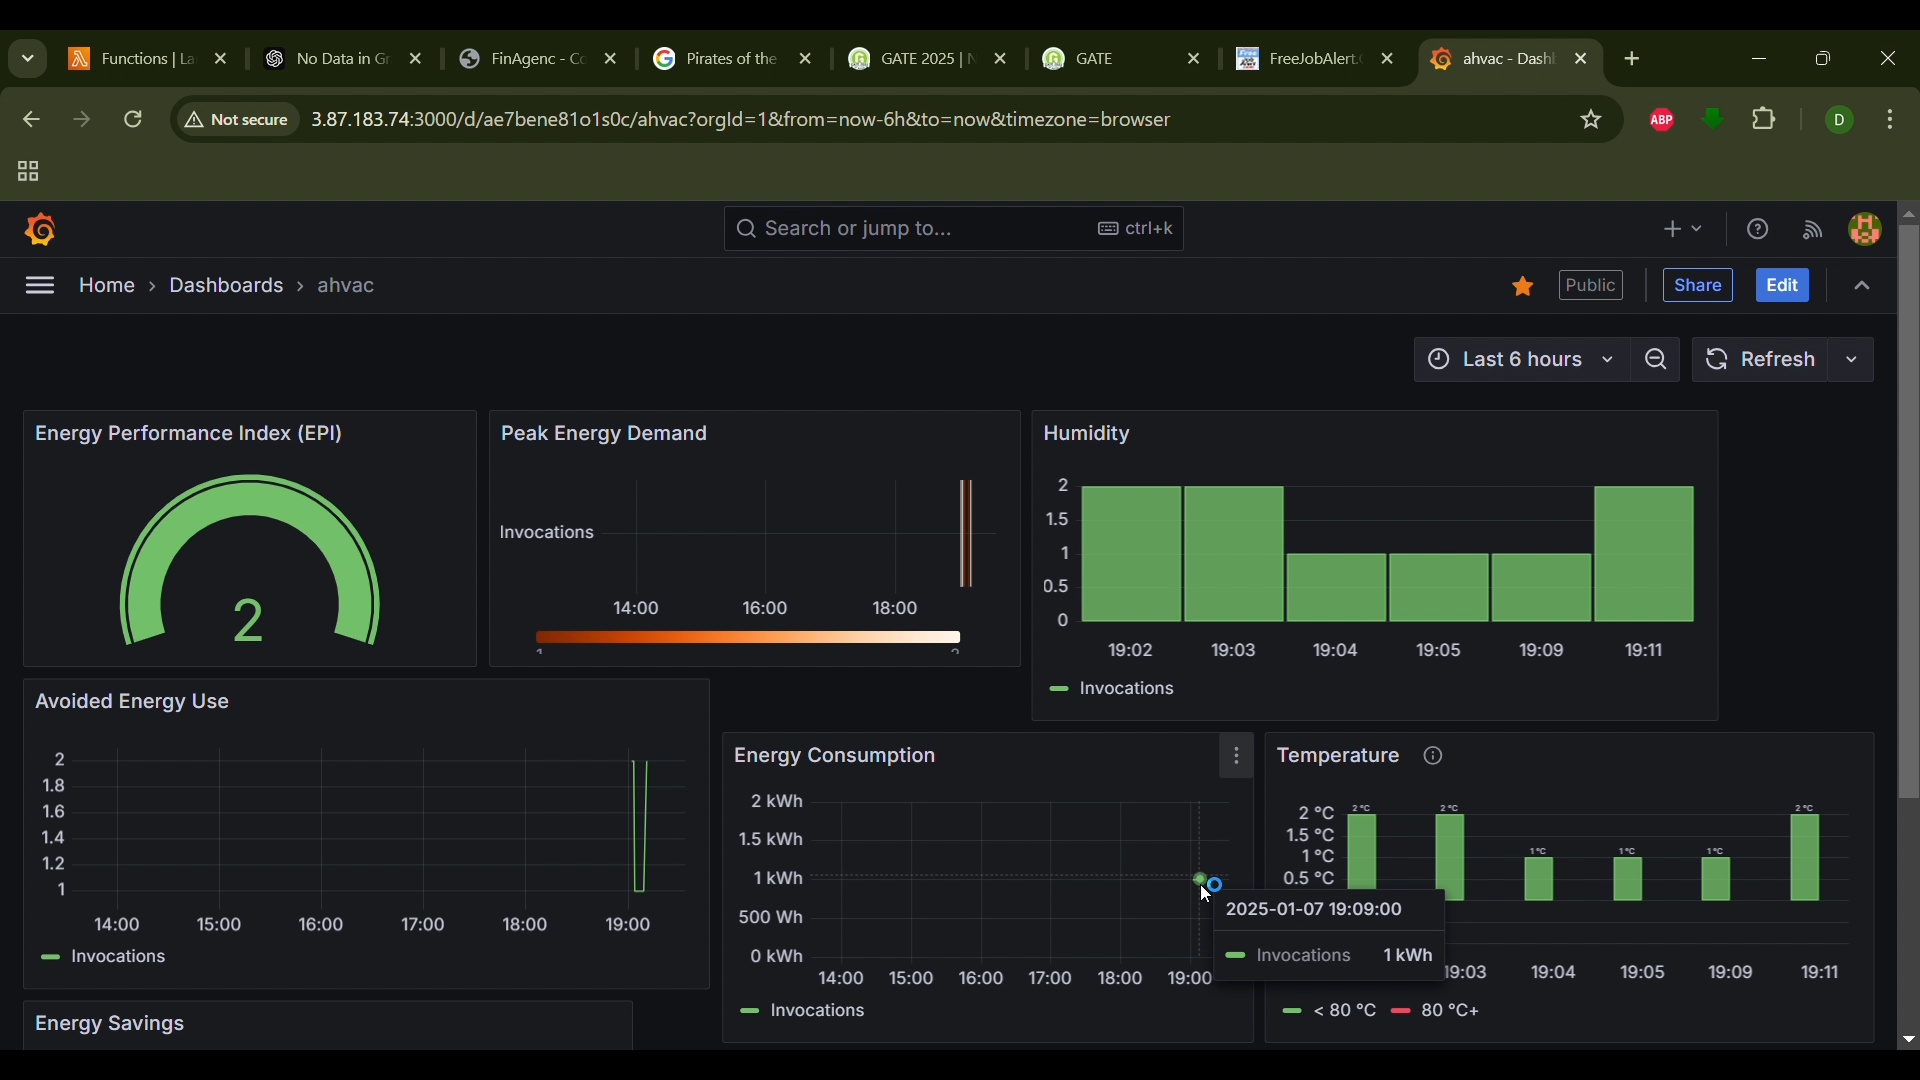 Functions | La
No Data in Gr
FinAgenc - Co
Pirates of the
GATE 2025 | N
GATE
FreeJobAlert.
ahvac - Dash
Not secure
3.87.183.74:3000/d/ae7bene81o1s0c/ahvac?orgId=1&from=now-6h&to=now&timezone=browser
ABP
D
Search or jump to...
ctrl+k
Home › Dashboards › ahvac
Public
Share
Edit
Last 6 hours
Refresh
Energy Performance Index (EPI)
2
Peak Energy Demand
Invocations
14:00 16:00 18:00
Humidity
2
1.5
1
0.5
0
19:02 19:03 19:04 19:05 19:09 19:11
Invocations
Avoided Energy Use
2
1.8
1.6
1.4
1.2
1
14:00 15:00 16:00 17:00 18:00 19:00
Invocations
Energy Consumption
2 kWh
1.5 kWh
1 kWh
500 Wh
0 kWh
14:00 15:00 16:00 17:00 18:00 19:00
Invocations
2025-01-07 19:09:00
Invocations 1 kWh
Temperature
2 °C
1.5 °C
1 °C
0.5 °C
2 °C 2 °C 1 °C 1 °C 1 °C 2 °C
19:03 19:04 19:05 19:09 19:11
< 80 °C 80 °C+
Energy Savings